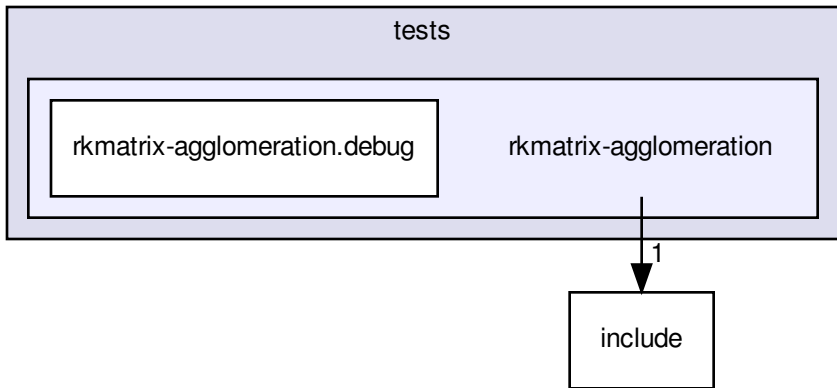 tests
rkmatrix-agglomeration.debug
rkmatrix-agglomeration
1
include